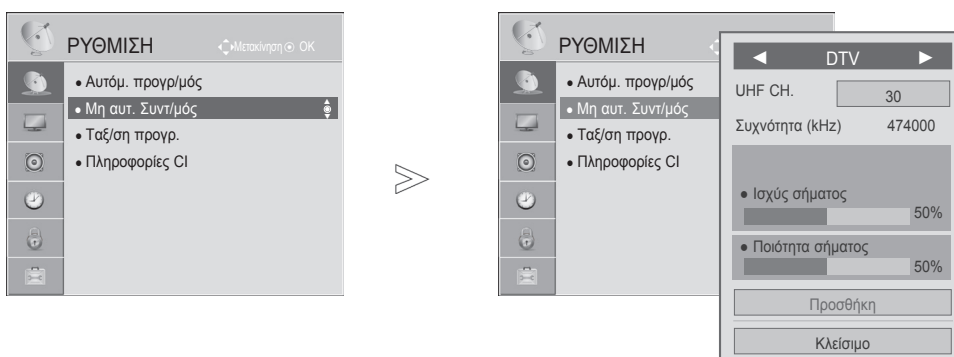 ΡΥΘΜΙΣΗ Μετακίνηση OK
● Αυτόμ. προγρ/μός
● Μη αυτ. Συντ/μός
● Ταξ/ση προγρ.
● Πληροφορίες CI
ΡΥΘΜΙΣΗ
● Αυτόμ. προγρ/μός
● Μη αυτ. Συντ/μός
● Ταξ/ση προγρ.
● Πληροφορίες CI
◄ DTV ►
UHF CH. 30
Συχνότητα (kHz) 474000
● Ισχύς σήματος
50%
● Ποιότητα σήματος
50%
Προσθήκη
Κλείσιμο